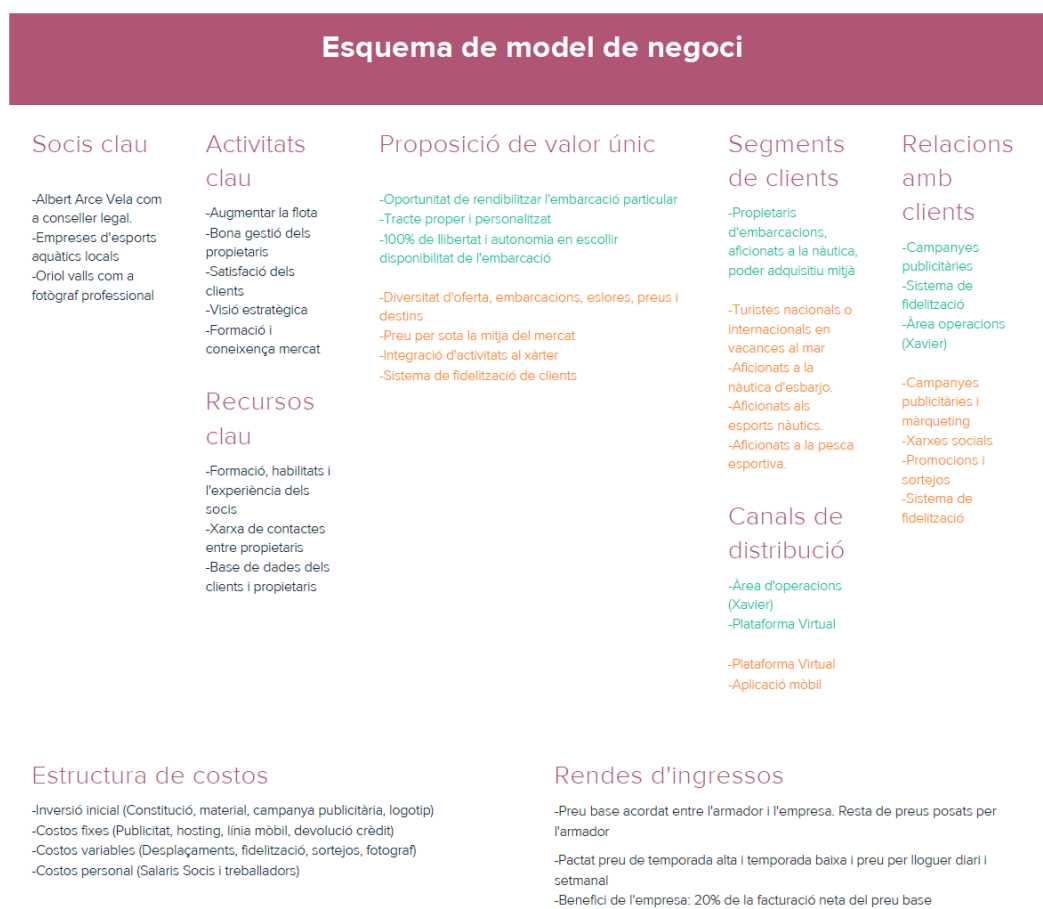 Esquema de model de negoci
Socis clau
-Albert Arce Vela com
a conseller legal.
-Empreses d'esports
aquàtics locals
-Oriol valls com a
fotògraf professional
Activitats
clau
-Augmentar la flota
-Bona gestió dels
propietaris
-Satisfació dels
clients
-Visió estratègica
-Formació i
coneixença mercat
Recursos
clau
-Formació, habilitats i
l'experiència dels
socis
-Xarxa de contactes
entre propietaris
-Base de dades dels
clients i propietaris
Proposició de valor únic
-Oportunitat de rendibilitzar l'embarcació particular
-Tracte proper i personalitzat
-100% de llibertat i autonomia en escollir
disponibilitat de l'embarcació
-Diversitat d'oferta, embarcacions, eslores, preus i
destins
-Preu per sota la mitja del mercat
-Integració d'activitats al xàrter
-Sistema de fidelització de clients
Segments
de clients
-Propietaris
d'embarcacions,
aficionats a la nàutica,
poder adquisitiu mitjà
-Turistes nacionals o
internacionals en
vacances al mar
-Aficionats a la
nàutica d'esbarjo.
-Aficionats als
esports nàutics.
-Aficionats a la pesca
esportiva.
Canals de
distribució
-Àrea d'operacions
(Xavier)
-Plataforma Virtual
-Plataforma Virtual
-Aplicació mòbil
Relacions
amb
clients
-Campanyes
publicitàries
-Sistema de
fidelització
-Àrea operacions
(Xavier)
-Campanyes
publicitàries i
màrqueting
-Xarxes socials
-Promocions i
sortejos
-Sistema de
fidelització
Estructura de costos
-Inversió inicial (Constitució, material, campanya publicitària, logotip)
-Costos fixes (Publicitat, hosting, línia mòbil, devolució crèdit)
-Costos variables (Desplaçaments, fidelització, sortejos, fotograf)
-Costos personal (Salaris Socis i treballadors)
Rendes d'ingressos
-Preu base acordat entre l'armador i l'empresa. Resta de preus posats per
l'armador
-Pactat preu de temporada alta i temporada baixa i preu per lloguer diari i
setmanal
-Benefici de l'empresa: 20% de la facturació neta del preu base